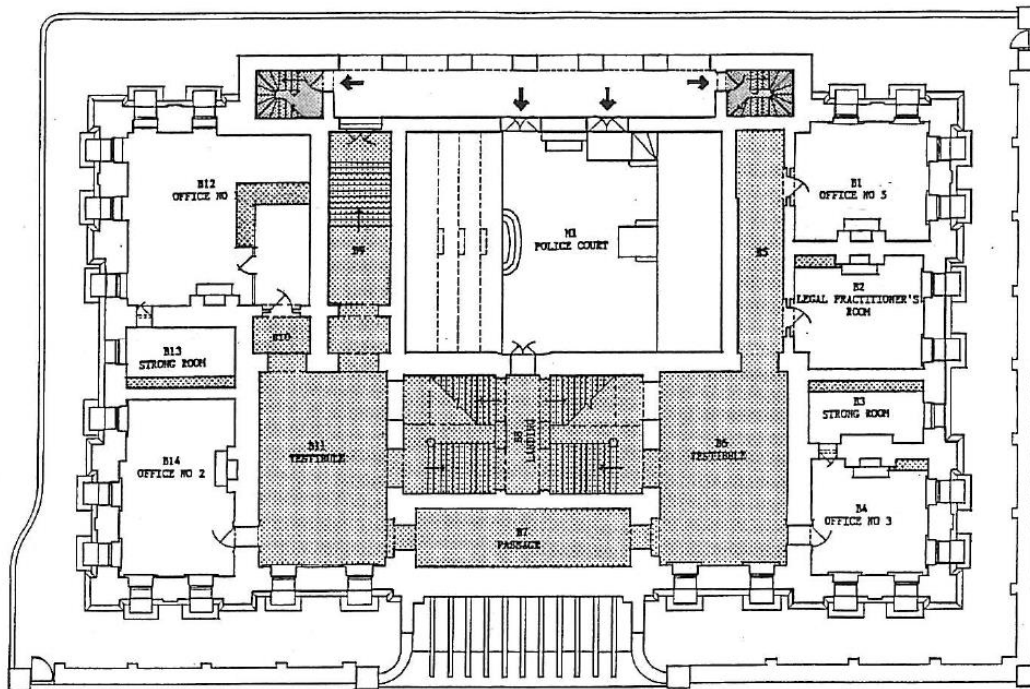 B12
OFFICE NO
B9
M1
POLICE COURT
B5
B1
OFFICE NO 5
B2
LEGAL PRACTITIONER'S
ROOM
B10
B13
STRONG ROOM
B3
STRONG ROOM
B11
VESTIBULE
B8
LANDING
B6
VESTIBULE
B14
OFFICE NO 2
B4
OFFICE NO 3
B7
PASSAGE